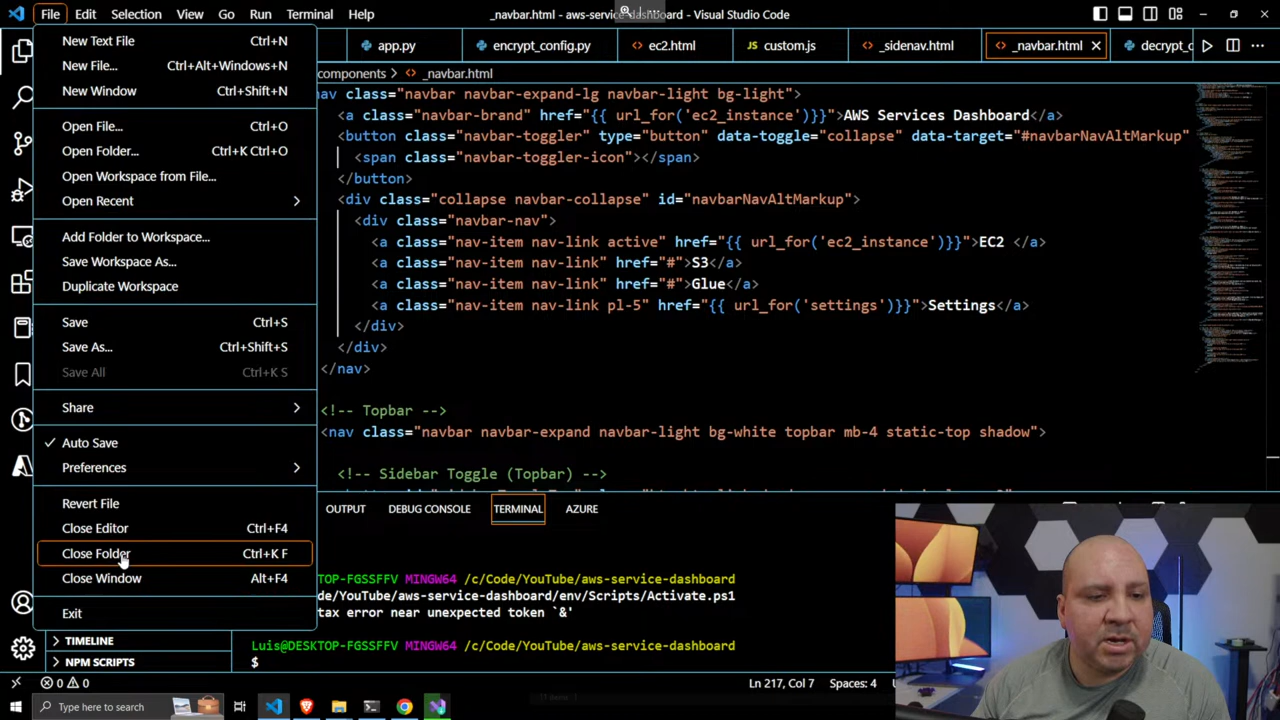 File Edit Selection View Go Run Terminal Help
_navbar.html - aws-service-dashboard - Visual Studio Code
New Text File Ctrl+N
New File... Ctrl+Alt+Windows+N
New Window Ctrl+Shift+N
Open File... Ctrl+O
Open Folder... Ctrl+K Ctrl+O
Open Workspace from File...
Open Recent
Add Folder to Workspace...
Save Workspace As...
Duplicate Workspace
Save Ctrl+S
Save As... Ctrl+Shift+S
Save All Ctrl+K S
Share
Auto Save
Preferences
Revert File
Close Editor Ctrl+F4
Close Folder Ctrl+K F
Close Window Alt+F4
Exit
TIMELINE
NPM SCRIPTS
app.py encrypt_config.py ec2.html custom.js _sidenav.html _navbar.html decrypt_c
components > _navbar.html
nav class="navbar navbar-expand-lg navbar-light bg-light">
<a class="navbar-brand" href="{{ url_for('ec2_instance')}}">AWS Services Dashboard</a>
<button class="navbar-toggler" type="button" data-toggle="collapse" data-target="#navbarNavAltMarkup"
<span class="navbar-toggler-icon"></span>
</button>
<div class="collapse navbar-collapse" id="navbarNavAltMarkup">
<div class="navbar-nav">
<a class="nav-item nav-link active" href="{{ url_for('ec2_instance')}}">EC2 </a>
<a class="nav-item nav-link" href="#">S3</a>
<a class="nav-item nav-link" href="#">Glue</a>
<a class="nav-item nav-link pl-5" href="{{ url_for('settings')}}">Settings</a>
</div>
</div>
</nav>
<!-- Topbar -->
<nav class="navbar navbar-expand navbar-light bg-white topbar mb-4 static-top shadow">
<!-- Sidebar Toggle (Topbar) -->
OUTPUT DEBUG CONSOLE TERMINAL AZURE
TOP-FGSSFFV MINGW64 /c/Code/YouTube/aws-service-dashboard
/Code/YouTube/aws-service-dashboard/env/Scripts/Activate.ps1
tax error near unexpected token `&'
Luis@DESKTOP-FGSSFFV MINGW64 /c/Code/YouTube/aws-service-dashboard
$
0 0
Ln 217, Col 7 Spaces: 4
Type here to search